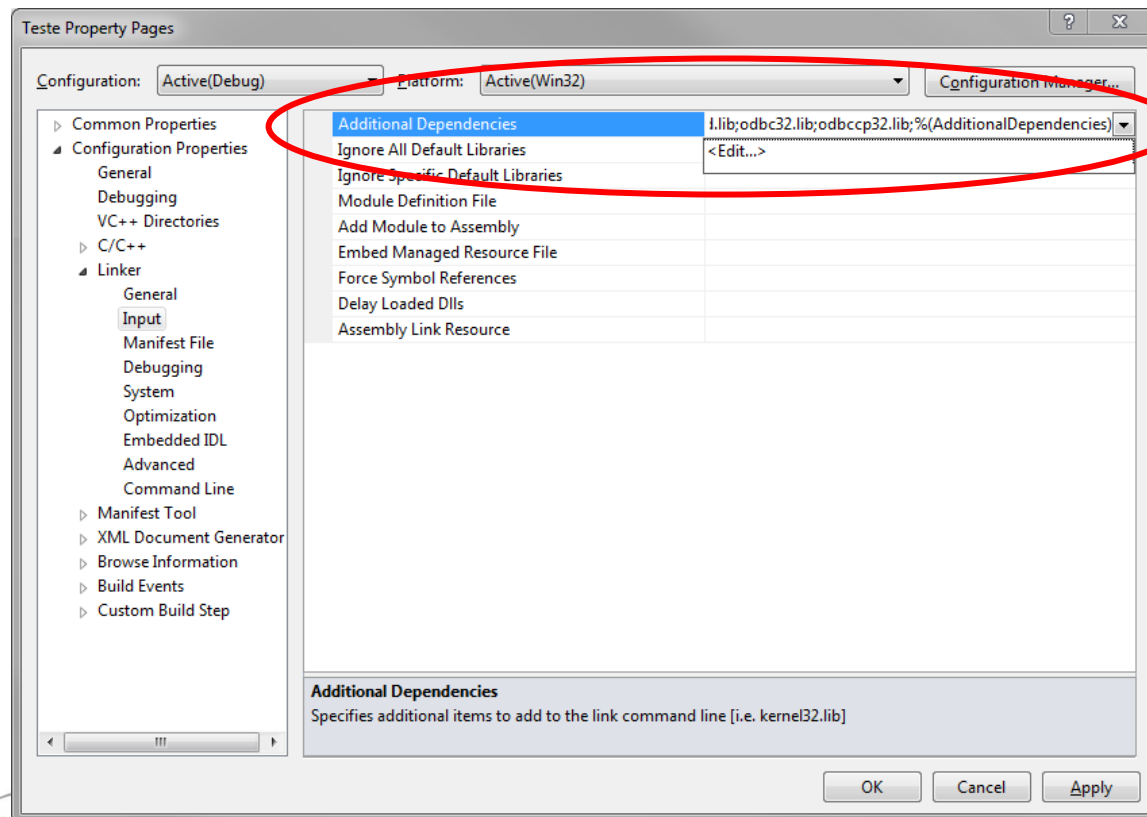 Teste Property Pages
Configuration: Active(Debug) Platform: Active(Win32) Configuration Manager...
Common Properties
Configuration Properties
General
Debugging
VC++ Directories
C/C++
Linker
General
Input
Manifest File
Debugging
System
Optimization
Embedded IDL
Advanced
Command Line
Manifest Tool
XML Document Generator
Browse Information
Build Events
Custom Build Step
Additional Dependencies .lib;odbc32.lib;odbccp32.lib;%(AdditionalDependencies)
Ignore All Default Libraries <Edit...>
Ignore Specific Default Libraries
Module Definition File
Add Module to Assembly
Embed Managed Resource File
Force Symbol References
Delay Loaded Dlls
Assembly Link Resource
Additional Dependencies
Specifies additional items to add to the link command line [i.e. kernel32.lib]
OK Cancel Apply